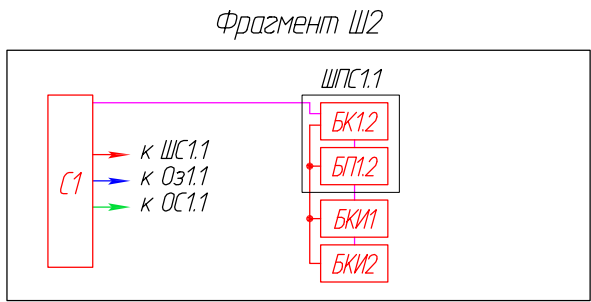 Фрагмент Ш2
ШПС1.1
БК1.2
к ШС1.1
БП1.2
к Оз1.1
С1
к ОС1.1
БКИ1
БКИ2